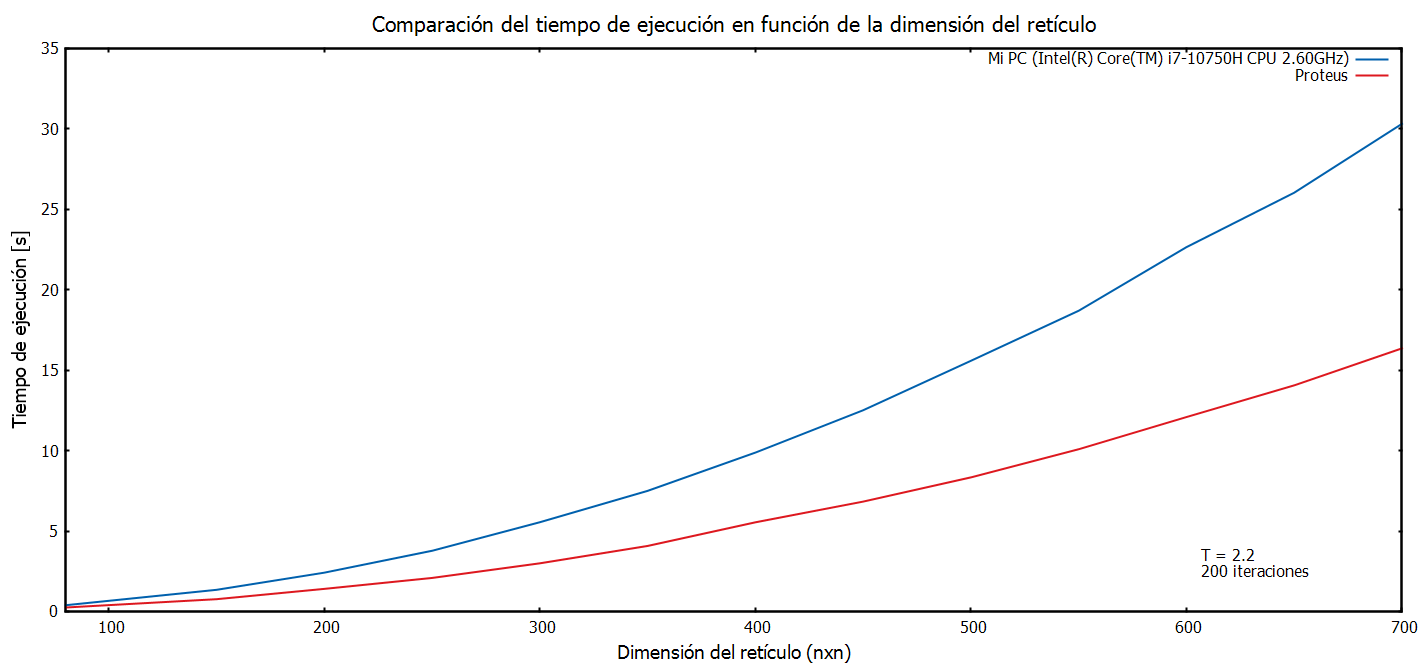 Comparación del tiempo de ejecución en función de la dimensión del retículo
35
30
25
20
15
10
5
0
Tiempo de ejecución [s]
Mi PC (Intel(R) Core(TM) i7-10750H CPU 2.60GHz)
Proteus
T = 2.2
200 iteraciones
100 200 300 400 500 600 700
Dimensión del retículo (nxn)